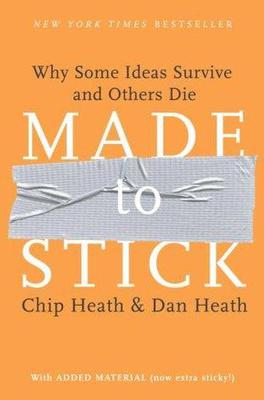 NEW YORK TIMES BESTSELLER
Why Some Ideas Survive
and Others Die
MADE
to
STICK
Chip Heath & Dan Heath
With ADDED MATERIAL (now extra sticky!)